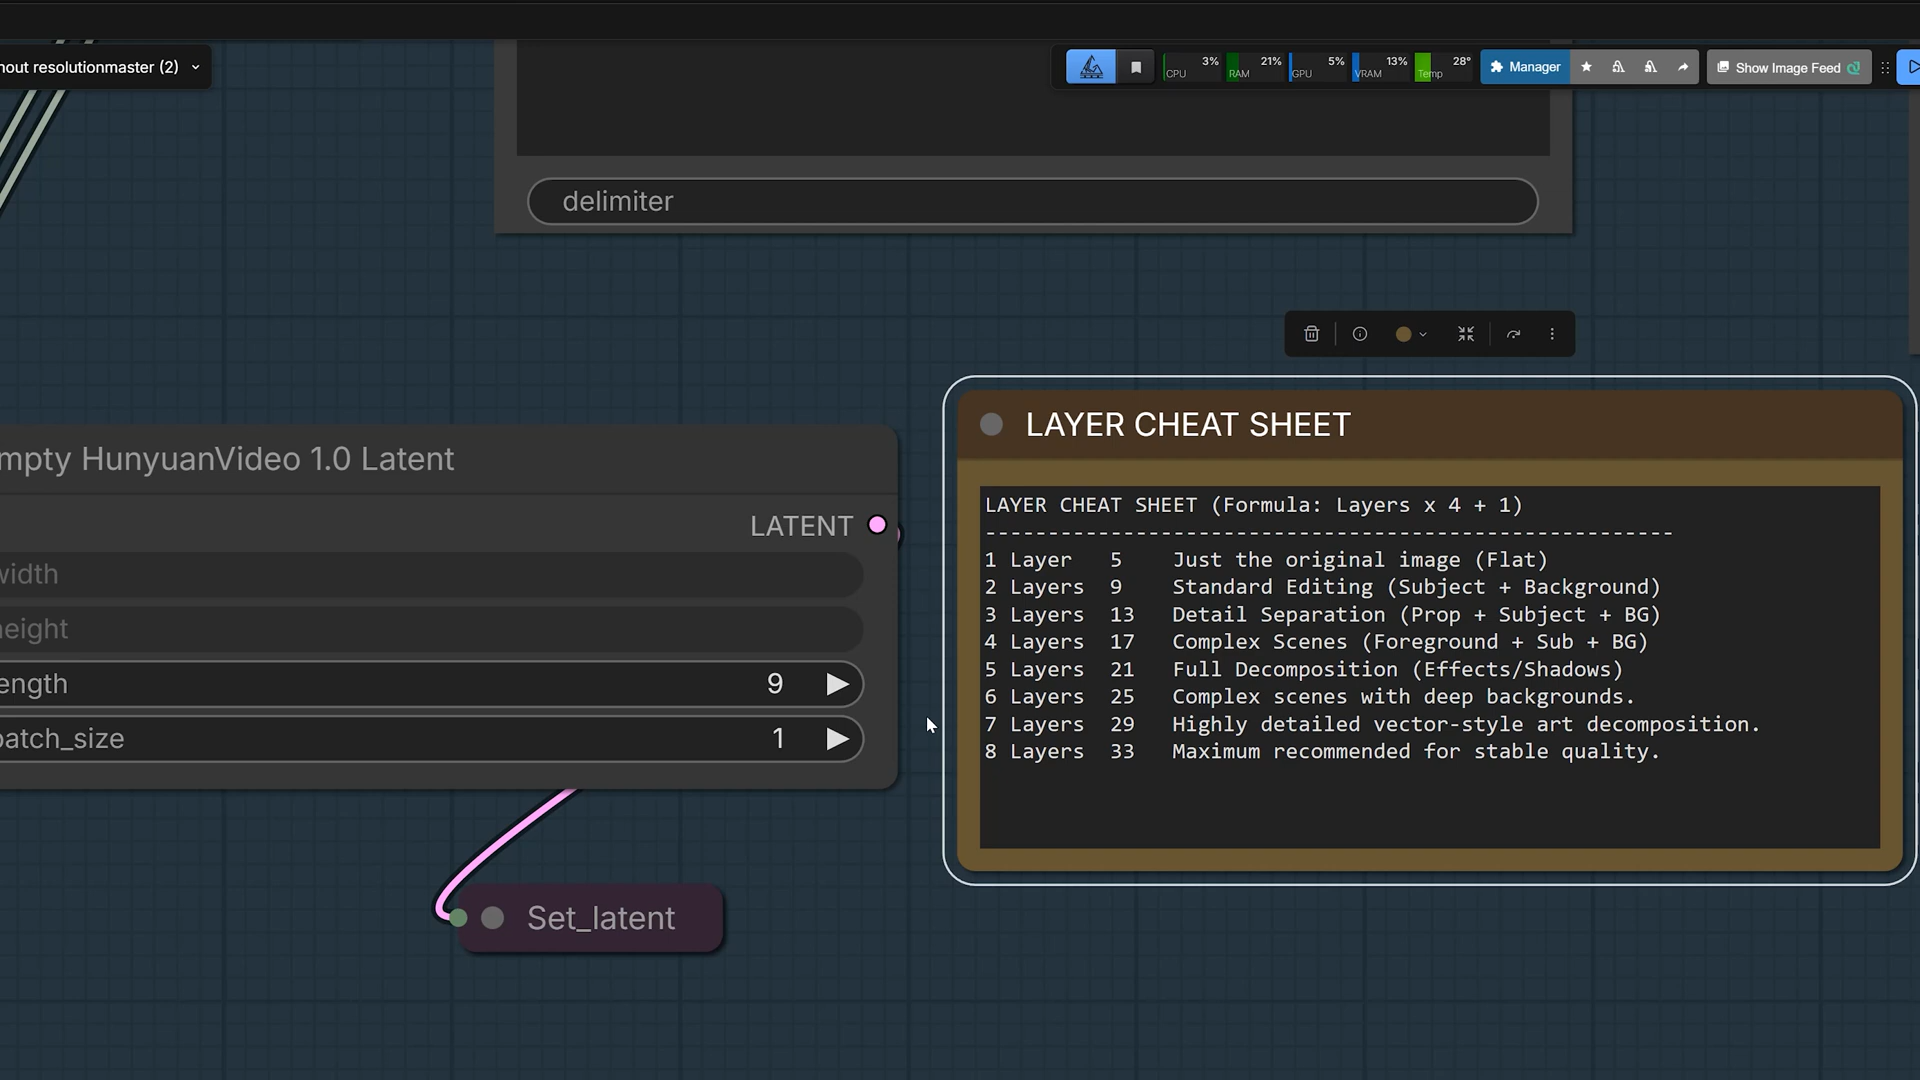 hout resolutionmaster (2)
CPU 3% RAM 21% GPU 5% VRAM 13% Temp 28° Manager Show Image Feed
delimiter
mpty HunyuanVideo 1.0 Latent
LATENT
width
height
ength 9
batch_size 1
Set_latent
LAYER CHEAT SHEET
LAYER CHEAT SHEET (Formula: Layers x 4 + 1)
-------------------------------------------------------
1 Layer 5 Just the original image (Flat)
2 Layers 9 Standard Editing (Subject + Background)
3 Layers 13 Detail Separation (Prop + Subject + BG)
4 Layers 17 Complex Scenes (Foreground + Sub + BG)
5 Layers 21 Full Decomposition (Effects/Shadows)
6 Layers 25 Complex scenes with deep backgrounds.
7 Layers 29 Highly detailed vector-style art decomposition.
8 Layers 33 Maximum recommended for stable quality.